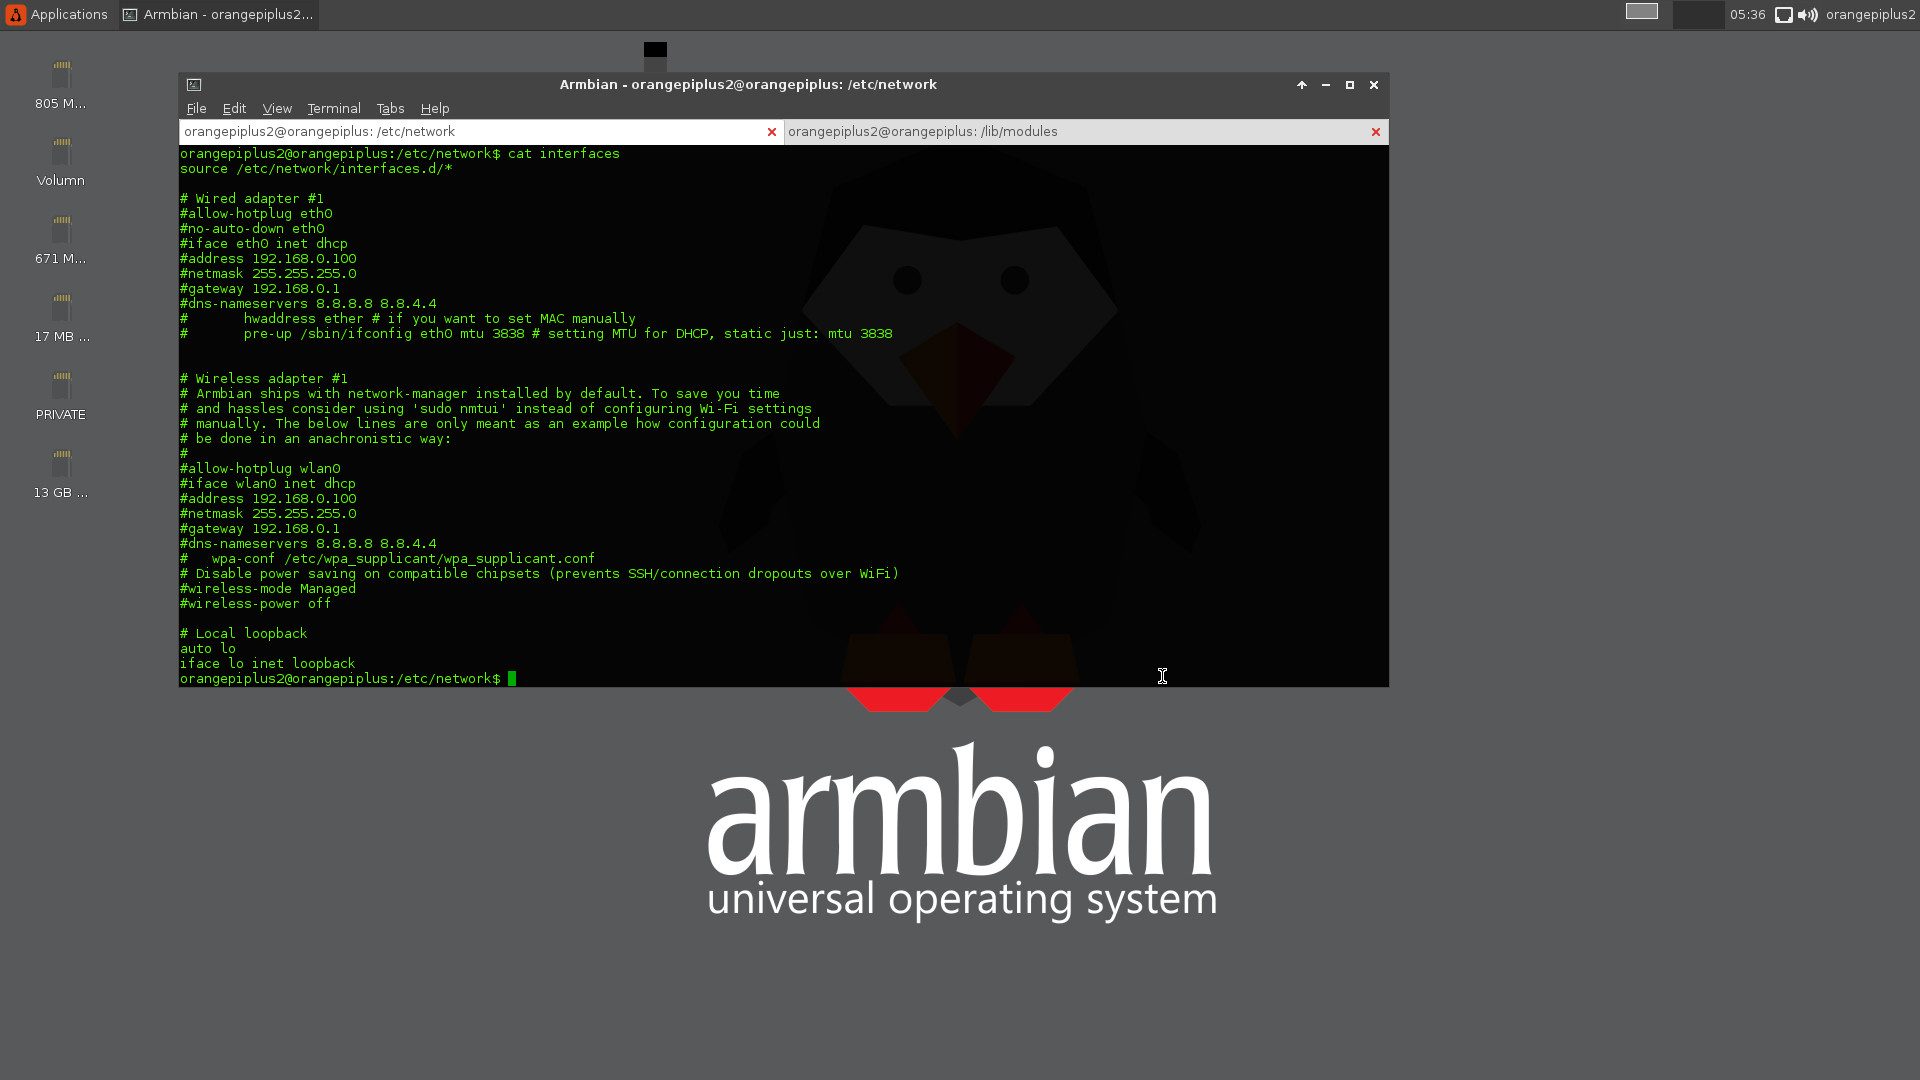 Applications
Armbian - orangepiplus2...
05:36
orangepiplus2
805 M...
Volumn
671 M...
17 MB ...
PRIVATE
13 GB ...
Armbian - orangepiplus2@orangepiplus: /etc/network
File Edit View Terminal Tabs Help
orangepiplus2@orangepiplus: /etc/network
orangepiplus2@orangepiplus: /lib/modules
orangepiplus2@orangepiplus:/etc/network$ cat interfaces
source /etc/network/interfaces.d/*
# Wired adapter #1
#allow-hotplug eth0
#no-auto-down eth0
#iface eth0 inet dhcp
#address 192.168.0.100
#netmask 255.255.255.0
#gateway 192.168.0.1
#dns-nameservers 8.8.8.8 8.8.4.4
#       hwaddress ether # if you want to set MAC manually
#       pre-up /sbin/ifconfig eth0 mtu 3838 # setting MTU for DHCP, static just: mtu 3838
# Wireless adapter #1
# Armbian ships with network-manager installed by default. To save you time
# and hassles consider using 'sudo nmtui' instead of configuring Wi-Fi settings
# manually. The below lines are only meant as an example how configuration could
# be done in an anachronistic way:
#
#allow-hotplug wlan0
#iface wlan0 inet dhcp
#address 192.168.0.100
#netmask 255.255.255.0
#gateway 192.168.0.1
#dns-nameservers 8.8.8.8 8.8.4.4
#   wpa-conf /etc/wpa_supplicant/wpa_supplicant.conf
# Disable power saving on compatible chipsets (prevents SSH/connection dropouts over WiFi)
#wireless-mode Managed
#wireless-power off
# Local loopback
auto lo
iface lo inet loopback
orangepiplus2@orangepiplus:/etc/network$
armbian
universal operating system